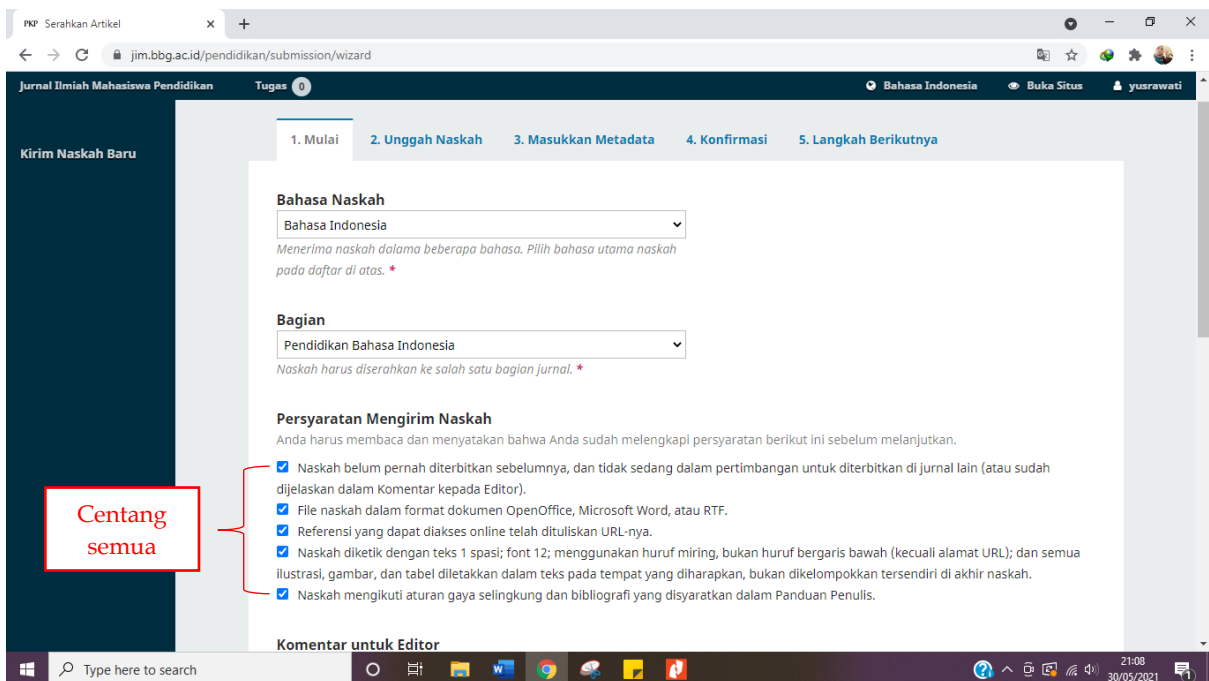 PKP Serahkan Artikel
jim.bbg.ac.id/pendidikan/submission/wizard
Jurnal Ilmiah Mahasiswa Pendidikan Tugas 0 Bahasa Indonesia Buka Situs yusrawati
Kirim Naskah Baru
1. Mulai 2. Unggah Naskah 3. Masukkan Metadata 4. Konfirmasi 5. Langkah Berikutnya
Bahasa Naskah
Bahasa Indonesia
Menerima naskah dalama beberapa bahasa. Pilih bahasa utama naskah
pada daftar di atas. *
Bagian
Pendidikan Bahasa Indonesia
Naskah harus diserahkan ke salah satu bagian jurnal. *
Persyaratan Mengirim Naskah
Anda harus membaca dan menyatakan bahwa Anda sudah melengkapi persyaratan berikut ini sebelum melanjutkan.
Naskah belum pernah diterbitkan sebelumnya, dan tidak sedang dalam pertimbangan untuk diterbitkan di jurnal lain (atau sudah
dijelaskan dalam Komentar kepada Editor).
File naskah dalam format dokumen OpenOffice, Microsoft Word, atau RTF.
Referensi yang dapat diakses online telah dituliskan URL-nya.
Naskah diketik dengan teks 1 spasi; font 12; menggunakan huruf miring, bukan huruf bergaris bawah (kecuali alamat URL); dan semua
ilustrasi, gambar, dan tabel diletakkan dalam teks pada tempat yang diharapkan, bukan dikelompokkan tersendiri di akhir naskah.
Naskah mengikuti aturan gaya selingkung dan bibliografi yang disyaratkan dalam Panduan Penulis.
Centang
semua
Komentar untuk Editor
Type here to search
21:08
30/05/2021